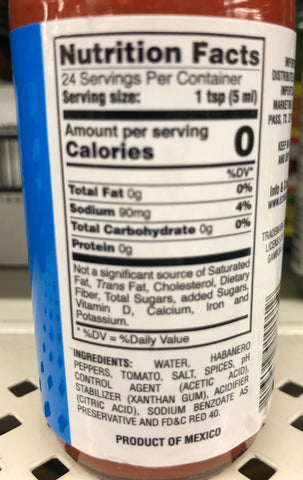 Nutrition Facts
24 Servings Per Container
Serving size: 1 tsp (5 ml)
Amount per serving
Calories 0
%DV*
Total Fat 0g 0%
Sodium 90mg 4%
Total Carbohydrate 0g 0%
Protein 0g
Not a significant source of Saturated
Fat, Trans Fat, Cholesterol, Dietary
Fiber, Total Sugars, added Sugars,
Vitamin D, Calcium, Iron and
Potassium.
* %DV = %Daily Value
INGREDIENTS: WATER, HABANERO
PEPPERS, TOMATO, SALT, SPICES, pH
CONTROL AGENT (ACETIC ACID),
STABILIZER (XANTHAN GUM), ACIDIFIER
(CITRIC ACID), SODIUM BENZOATE AS
PRESERVATIVE AND FD&C RED 40.
PRODUCT OF MEXICO
PASO, TX
KEEP
Info &